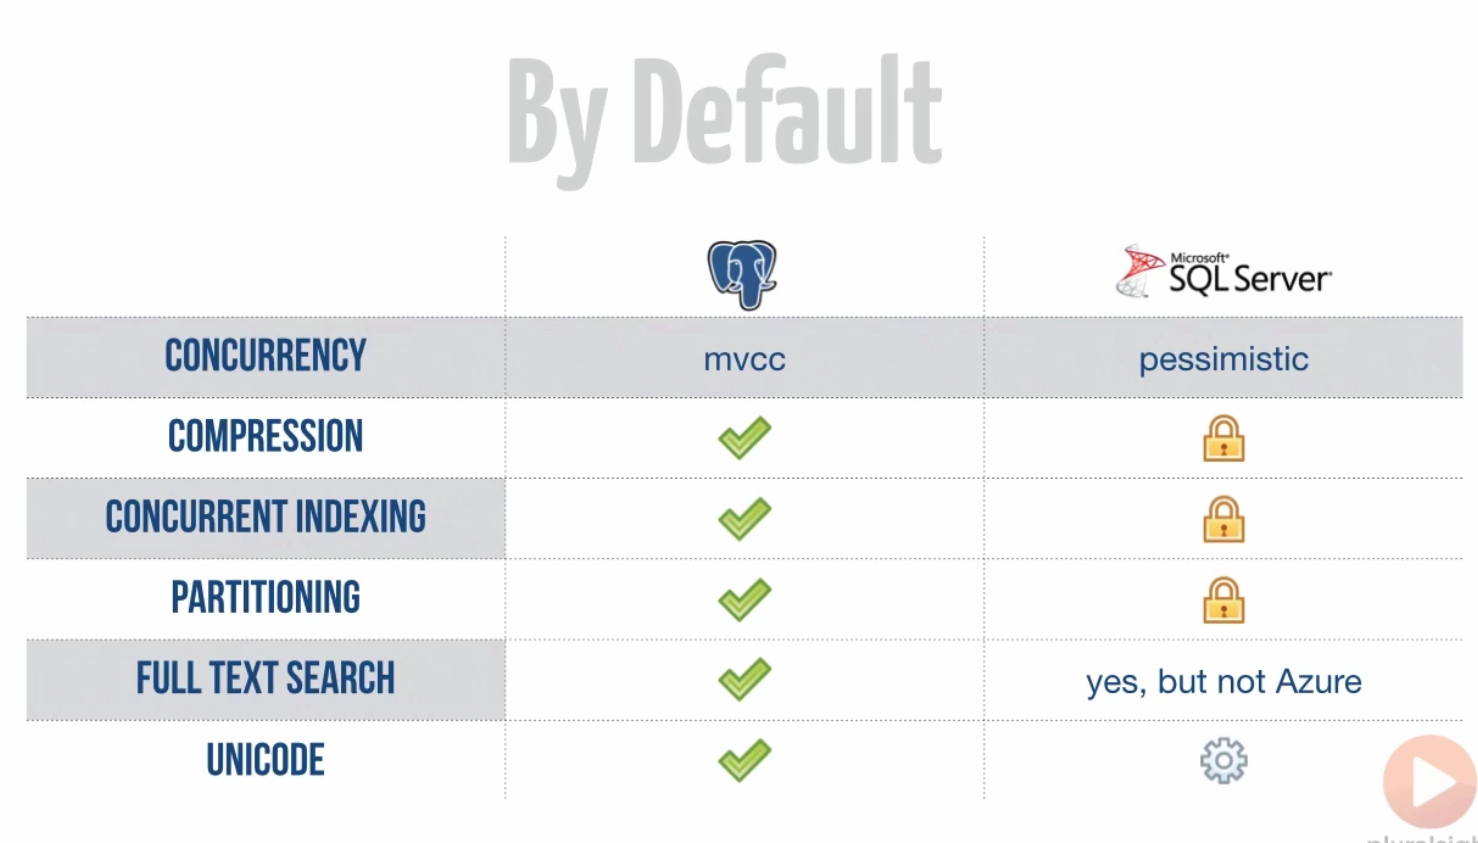 By Default
Microsoft®
SQL Server®
CONCURRENCY
mvcc
pessimistic
COMPRESSION
CONCURRENT INDEXING
PARTITIONING
FULL TEXT SEARCH
yes, but not Azure
UNICODE